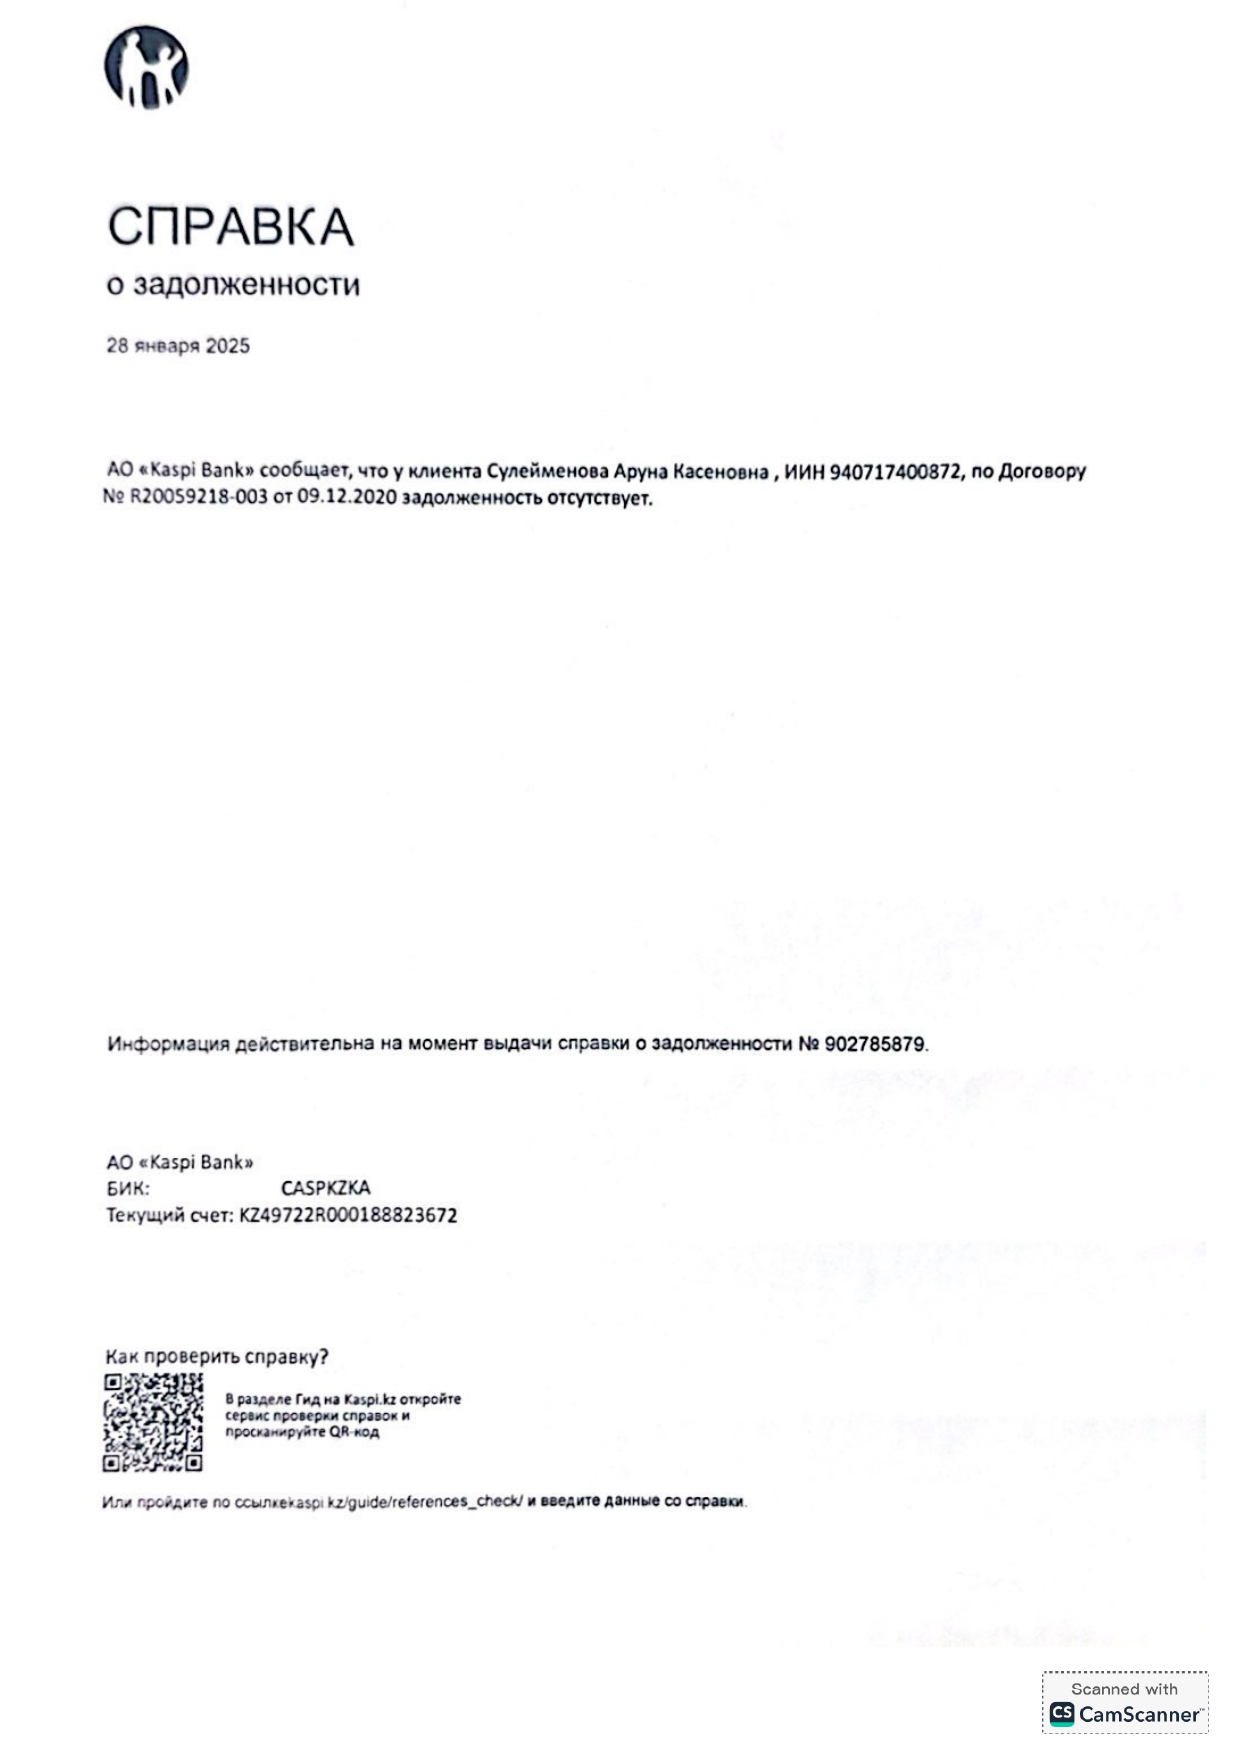 СПРАВКА
о задолженности
28 января 2025
АО «Kaspi Bank» сообщает, что у клиента Сулейменова Аруна Касеновна , ИИН 940717400872, по Договору
№ R20059218-003 от 09.12.2020 задолженность отсутствует.
Информация действительна на момент выдачи справки о задолженности № 902785879.
АО «Kaspi Bank»
БИК: CASPKZKA
Текущий счет: KZ49722R000188823672
Как проверить справку?
В разделе Гид на Kaspi.kz откройте
сервис проверки справок и
просканируйте QR-код
Или пройдите по ссылкеkaspi.kz/guide/references_check/ и введите данные со справки.
Scanned with
CS CamScanner